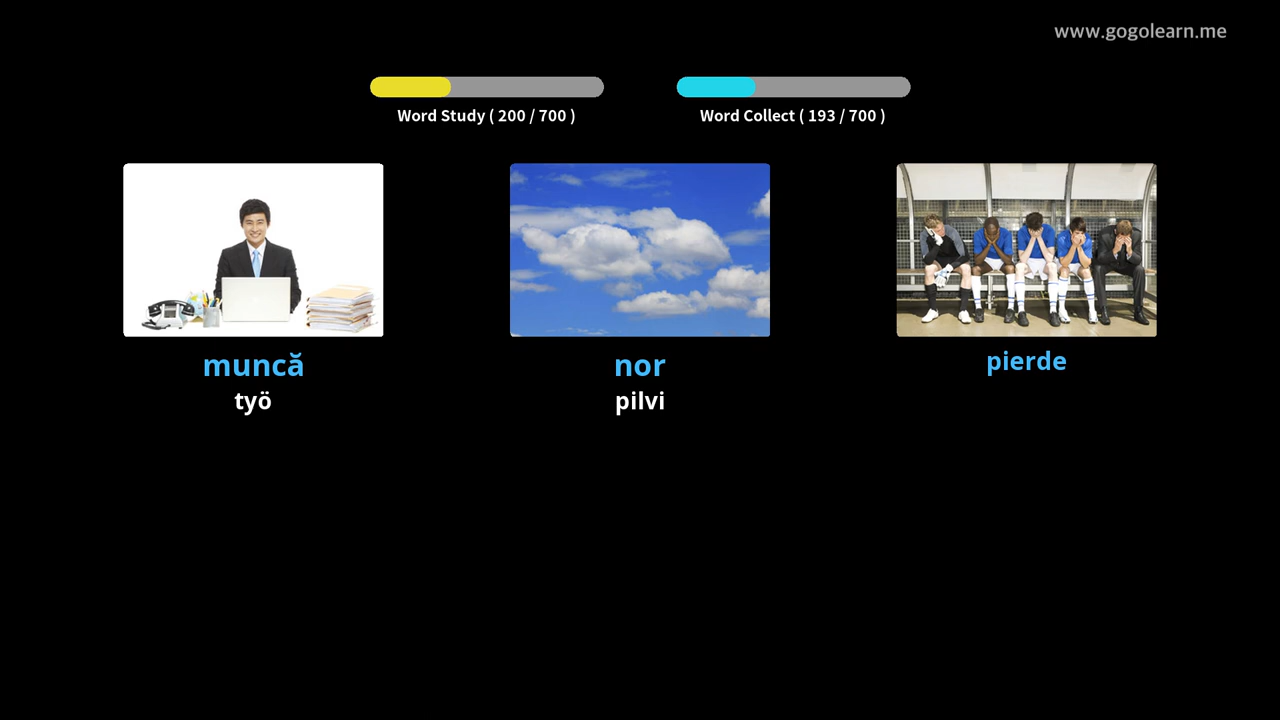 www.gogolearn.me
Word Study ( 200 / 700 )
Word Collect ( 193 / 700 )
muncă
nor
pierde
työ
pilvi